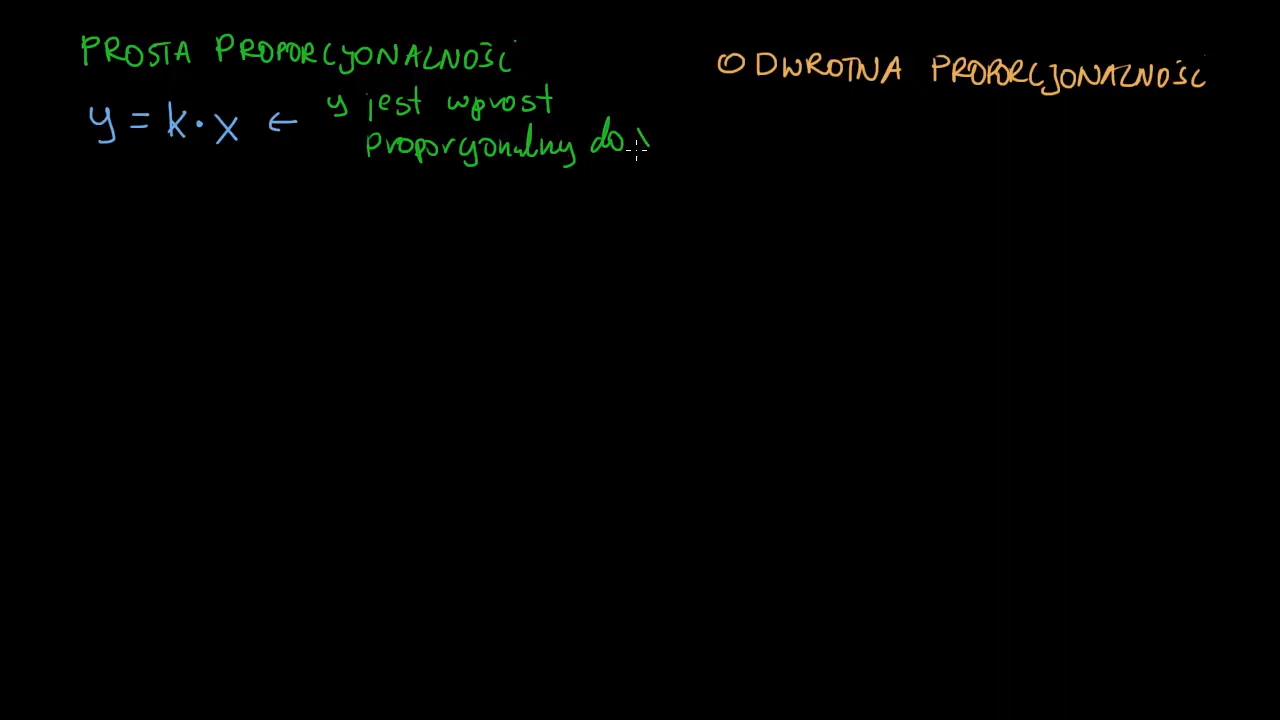 PROSTA PROPORCJONALNOŚĆ
y = k · x ← y jest wprost
proporcjonalny do
ODWROTNA PROPORCJONALNOŚĆ